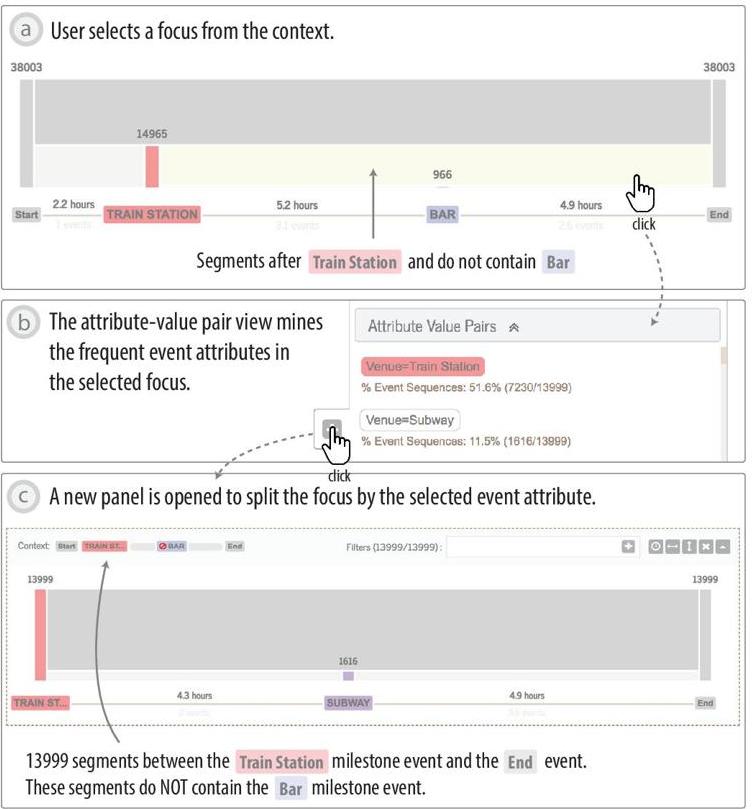 a User selects a focus from the context.
38003 38003
14965
966
2.2 hours 5.2 hours 4.9 hours
Start TRAIN STATION BAR End
1 events 3.1 events 2.6 events
click
Segments after Train Station and do not contain Bar
b The attribute-value pair view mines
the frequent event attributes in
the selected focus.
Attribute Value Pairs
Venue=Train Station
% Event Sequences: 51.6% (7230/13999)
Venue=Subway
% Event Sequences: 11.5% (1616/13999)
click
c A new panel is opened to split the focus by the selected event attribute.
Context: Start TRAIN ST... BAR End Filters (13999/13999) :
13999 13999
1616
4.3 hours 4.9 hours
TRAIN ST... SUBWAY End
13999 segments between the Train Station milestone event and the End event.
These segments do NOT contain the Bar milestone event.